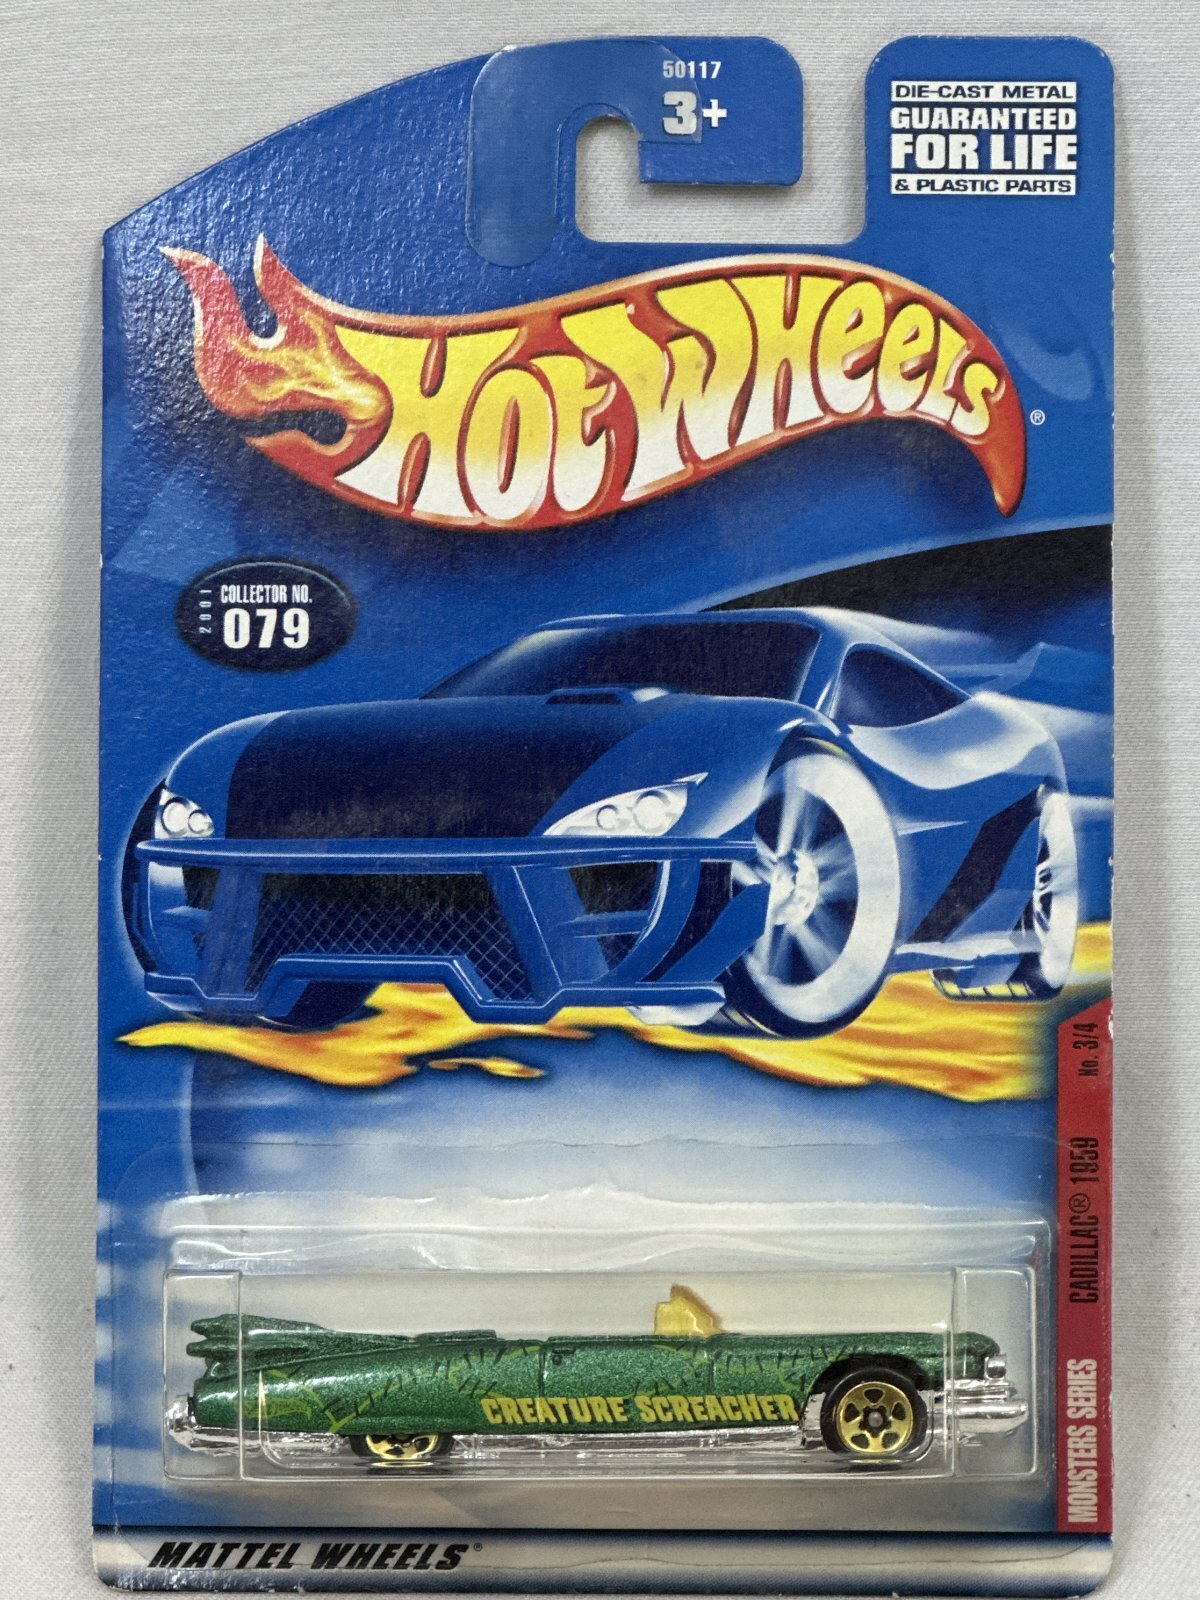 50117
3+
DIE-CAST METAL
GUARANTEED
FOR LIFE
& PLASTIC PARTS
HOT WHEELS®
2001
COLLECTOR NO.
079
No. 3/4
CADILLAC® 1959
MONSTERS SERIES
CREATURE SCREACHER
MATTEL WHEELS®